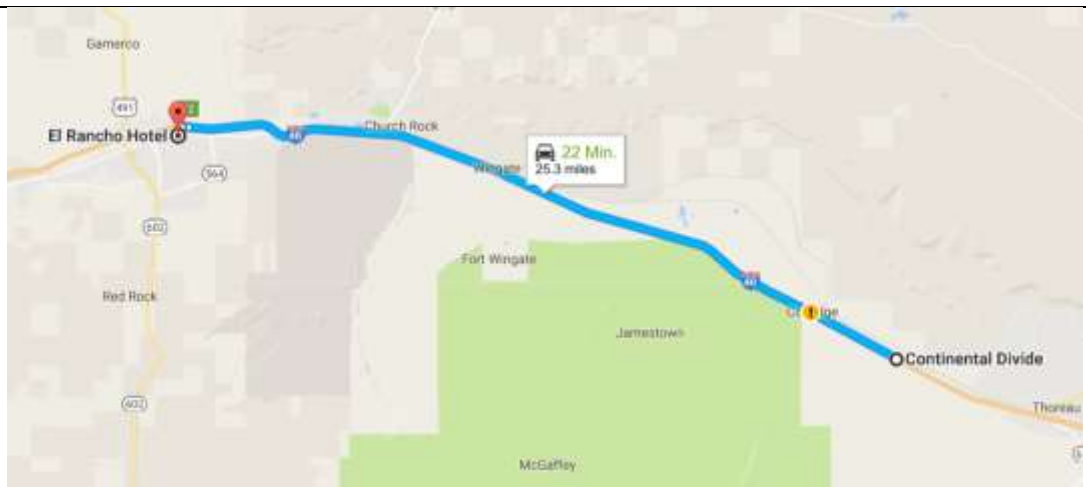 Gamerco
491
El Rancho Hotel
40
Church Rock
22 Min.
25.3 miles
Wingate
564
602
Fort Wingate
Red Rock
40
Jamestown
Continental Divide
602
Thoreau
McGaffey